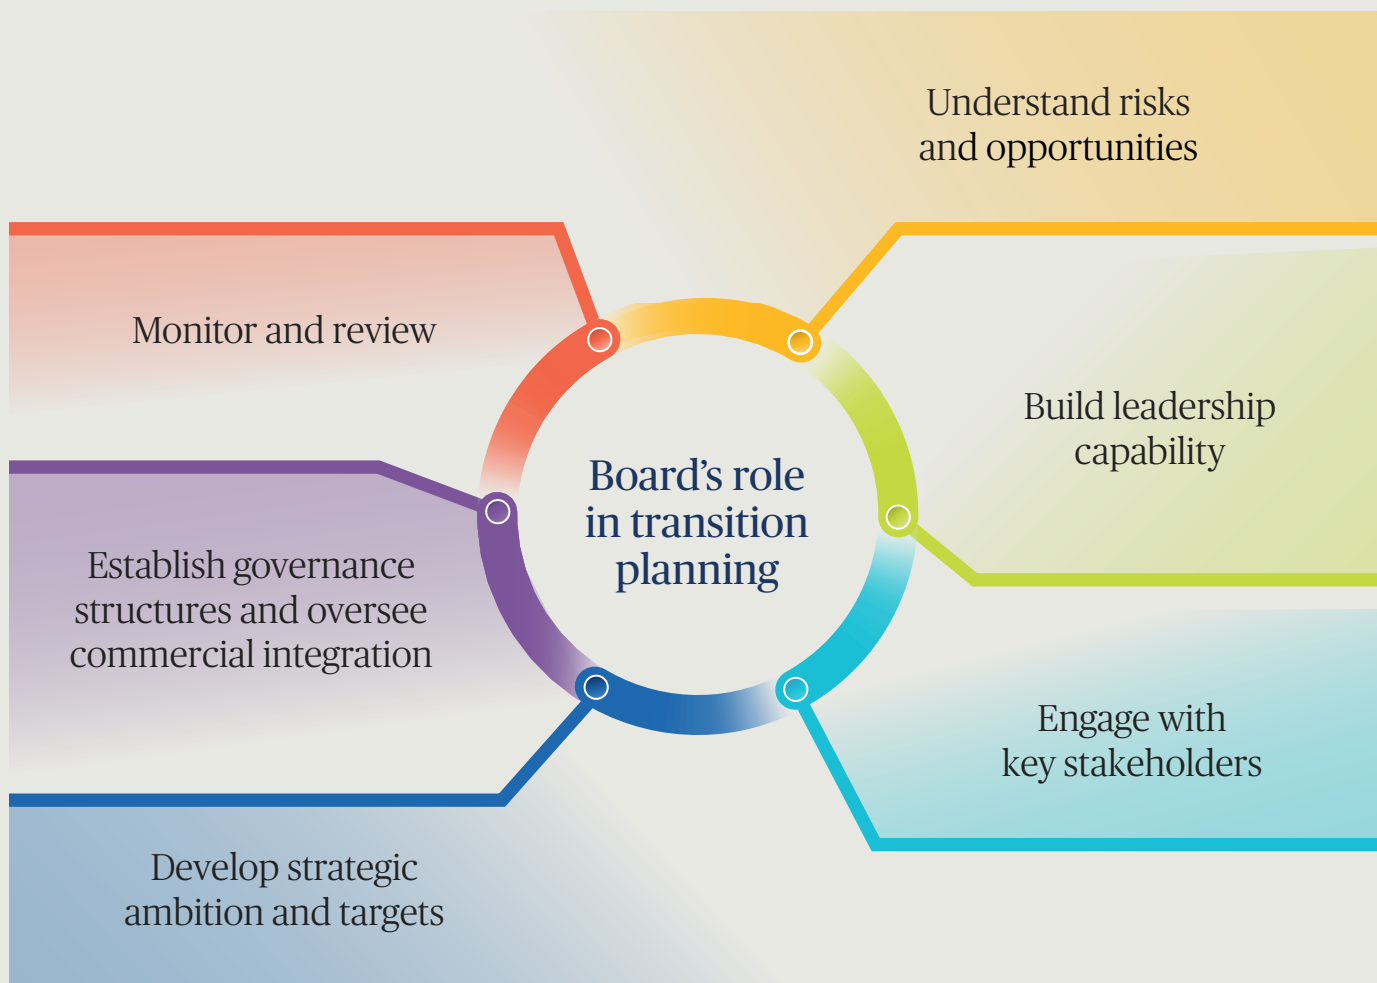 Understand risks
and opportunities
Monitor and review
Build leadership
capability
Board’s role
in transition
planning
Establish governance
structures and oversee
commercial integration
Engage with
key stakeholders
Develop strategic
ambition and targets